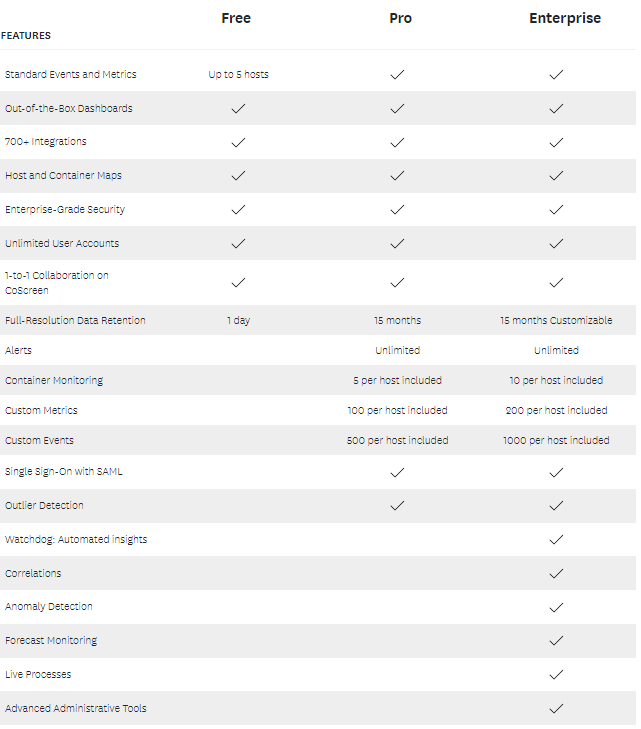 Free Pro Enterprise
FEATURES
Standard Events and Metrics Up to 5 hosts ✓ ✓
Out-of-the-Box Dashboards ✓ ✓ ✓
700+ Integrations ✓ ✓ ✓
Host and Container Maps ✓ ✓ ✓
Enterprise-Grade Security ✓ ✓ ✓
Unlimited User Accounts ✓ ✓ ✓
1-to-1 Collaboration on
CoScreen ✓ ✓ ✓
Full-Resolution Data Retention 1 day 15 months 15 months Customizable
Alerts Unlimited Unlimited
Container Monitoring 5 per host included 10 per host included
Custom Metrics 100 per host included 200 per host included
Custom Events 500 per host included 1000 per host included
Single Sign-On with SAML ✓ ✓
Outlier Detection ✓ ✓
Watchdog: Automated insights ✓
Correlations ✓
Anomaly Detection ✓
Forecast Monitoring ✓
Live Processes ✓
Advanced Administrative Tools ✓